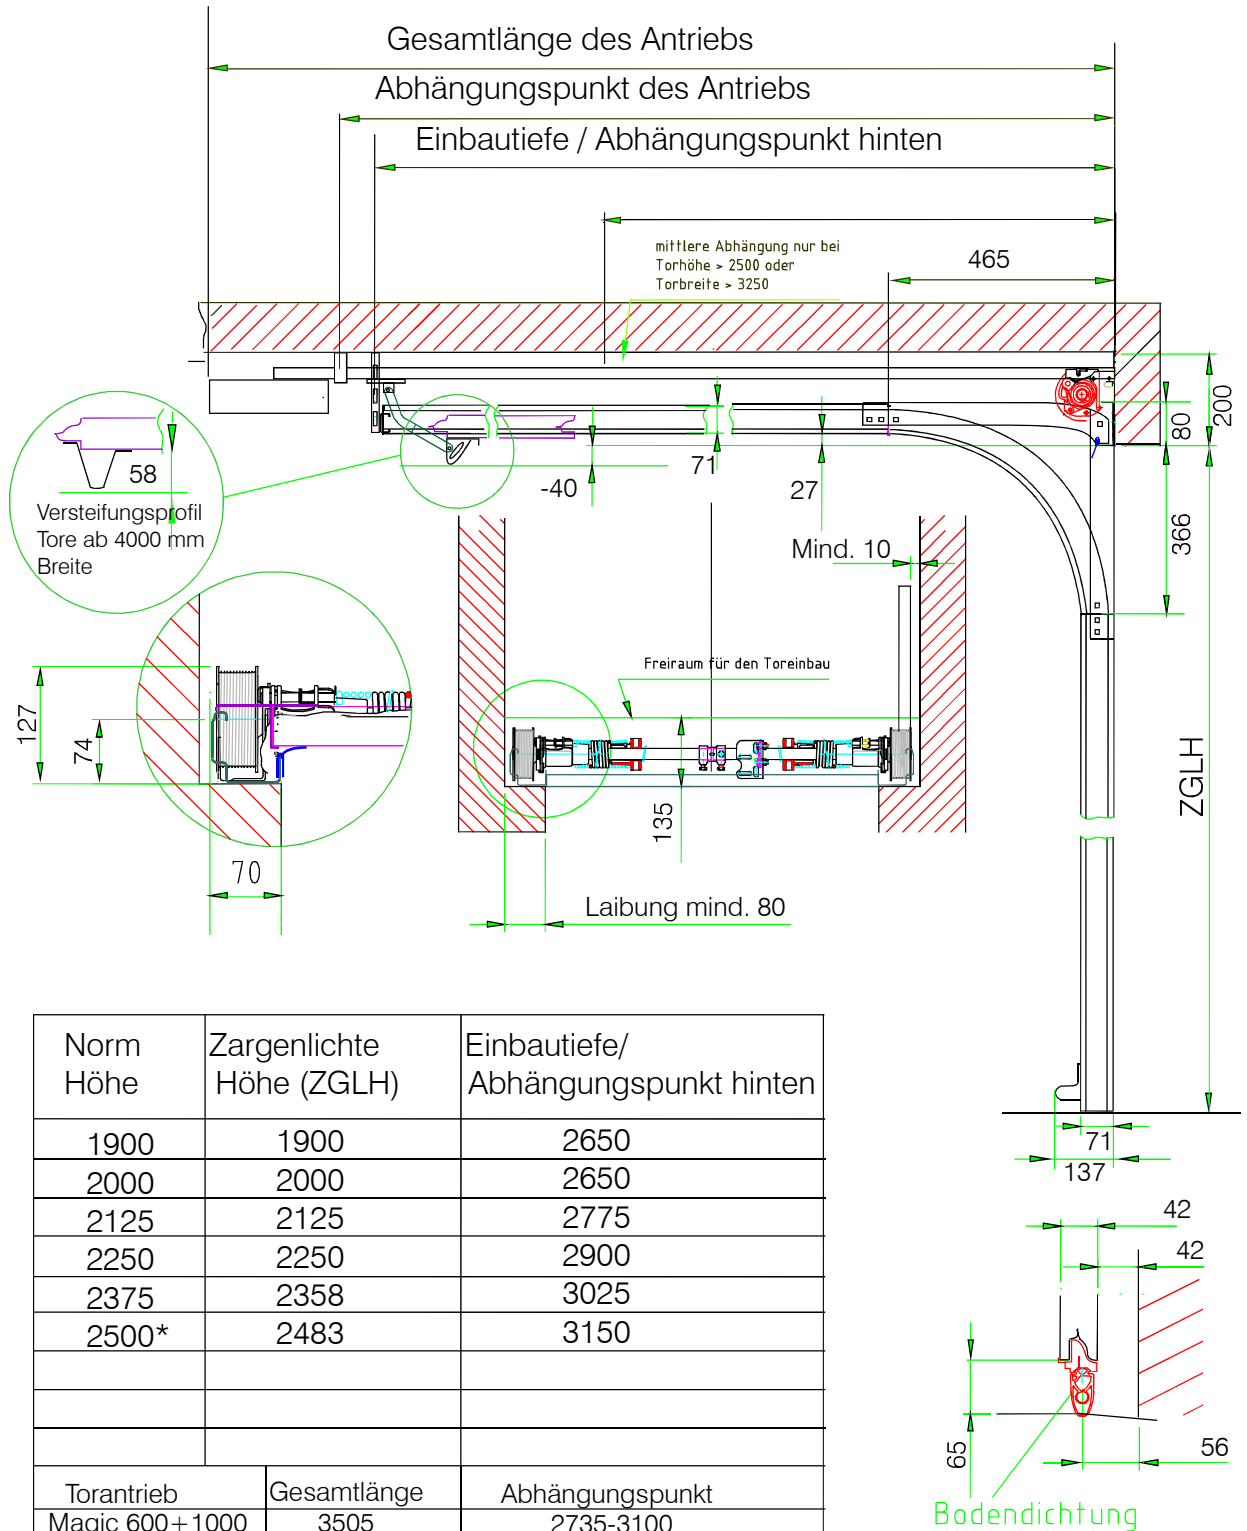 Gesamtlänge des Antriebs
Abhängungspunkt des Antriebs
Einbautiefe / Abhängungspunkt hinten
mittlere Abhängung nur bei
Torhöhe > 2500 oder
Torbreite > 3250
465
200
80
58
-40
71
27
366
Versteifungsprofil
Tore ab 4000 mm
Breite
Mind. 10
Freiraum für den Toreinbau
127
74
70
135
Laibung mind. 80
ZGLH
71
137
42
42
65
56
Bodendichtung
Norm Zargenlichte Einbautiefe/
Höhe Höhe (ZGLH) Abhängungspunkt hinten
1900 1900 2650
2000 2000 2650
2125 2125 2775
2250 2250 2900
2375 2358 3025
2500* 2483 3150
Torantrieb Gesamtlänge Abhängungspunkt
Magic 600+1000 3505 2735-3100